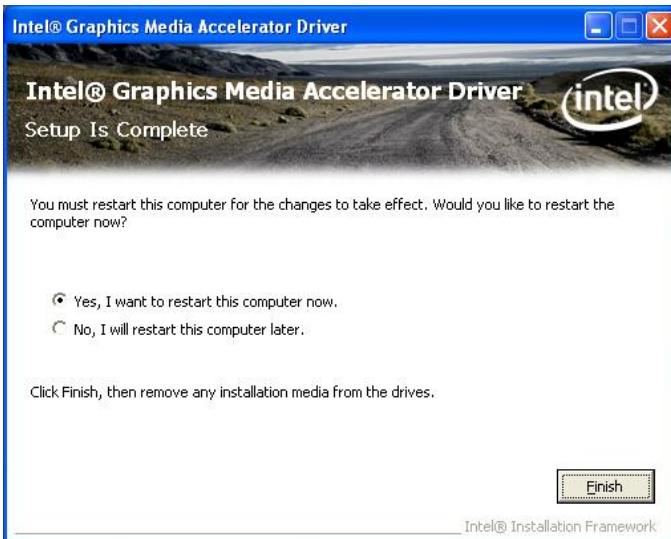 Intel® Graphics Media Accelerator Driver
Intel® Graphics Media Accelerator Driver
intel
Setup Is Complete
You must restart this computer for the changes to take effect. Would you like to restart the
computer now?
Yes, I want to restart this computer now.
No, I will restart this computer later.
Click Finish, then remove any installation media from the drives.
Finish
Intel® Installation Framework